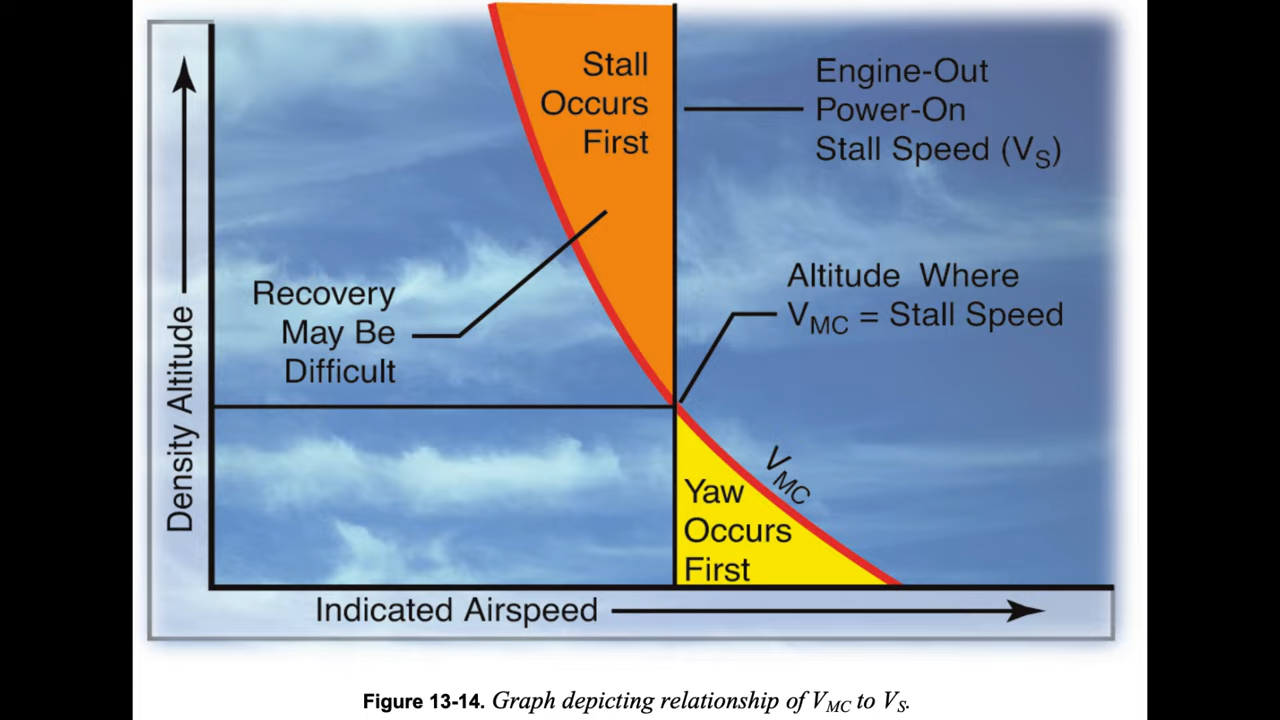 Stall
Occurs
First
Engine-Out
Power-On
Stall Speed (VS)
Recovery
May Be
Difficult
Altitude Where
VMC = Stall Speed
Density Altitude
VMC
Yaw
Occurs
First
Indicated Airspeed
Figure 13-14. Graph depicting relationship of VMC to VS.